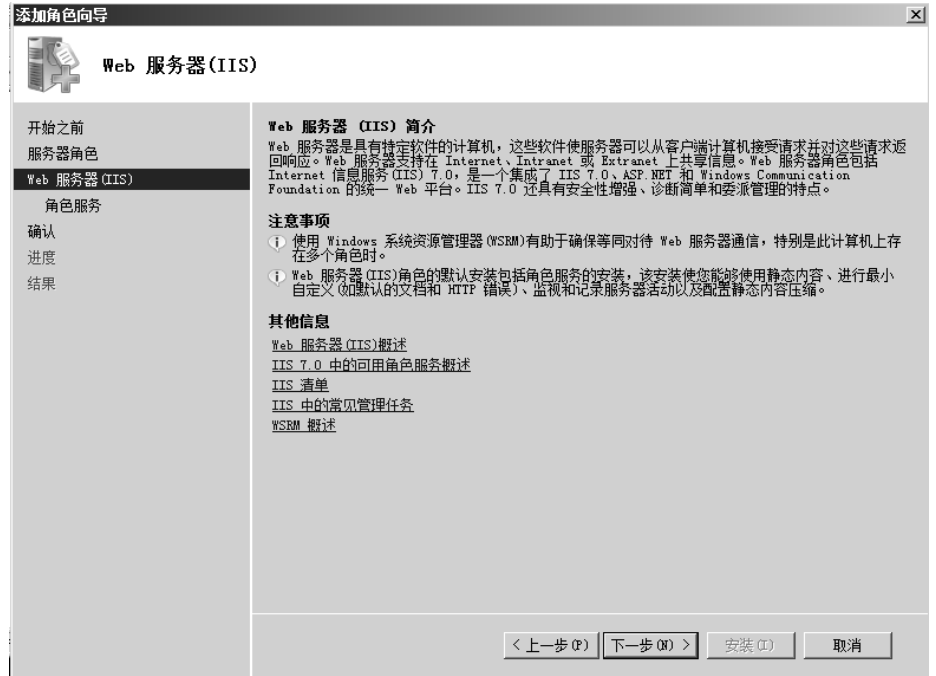 添加角色向导
Web 服务器(IIS)
开始之前
服务器角色
Web 服务器(IIS)
角色服务
确认
进度
结果
Web 服务器 (IIS) 简介
Web 服务器是具有特定软件的计算机，这些软件使服务器可以从客户端计算机接受请求并对这些请求返
回响应。Web 服务器支持在 Internet、Intranet 或 Extranet 上共享信息。Web 服务器角色包括
Internet 信息服务(IIS) 7.0，是一个集成了 IIS 7.0、ASP.NET 和 Windows Communication
Foundation 的统一 Web 平台。IIS 7.0 还具有安全性增强、诊断简单和委派管理的特点。
注意事项
使用 Windows 系统资源管理器(WSRM)有助于确保等同对待 Web 服务器通信，特别是此计算机上存
在多个角色时。
Web 服务器(IIS)角色的默认安装包括角色服务的安装，该安装使您能够使用静态内容、进行最小
自定义(如默认的文档和 HTTP 错误)、监视和记录服务器活动以及配置静态内容压缩。
其他信息
Web 服务器(IIS)概述
IIS 7.0 中的可用角色服务概述
IIS 清单
IIS 中的常见管理任务
WSRM 概述
< 上一步(P)
下一步(N) >
安装(I)
取消